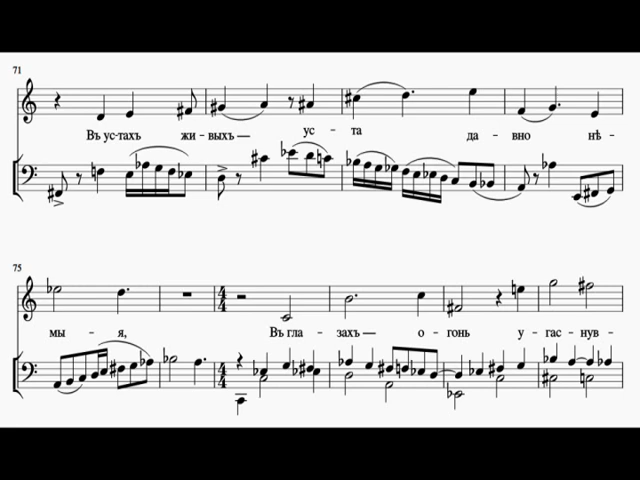 71
Въ ус-тахъ жи-выхъ — ус-та да-вно нѣ-
75
мы-я, Въ гла-захъ — о-гонь у-гас-нув-